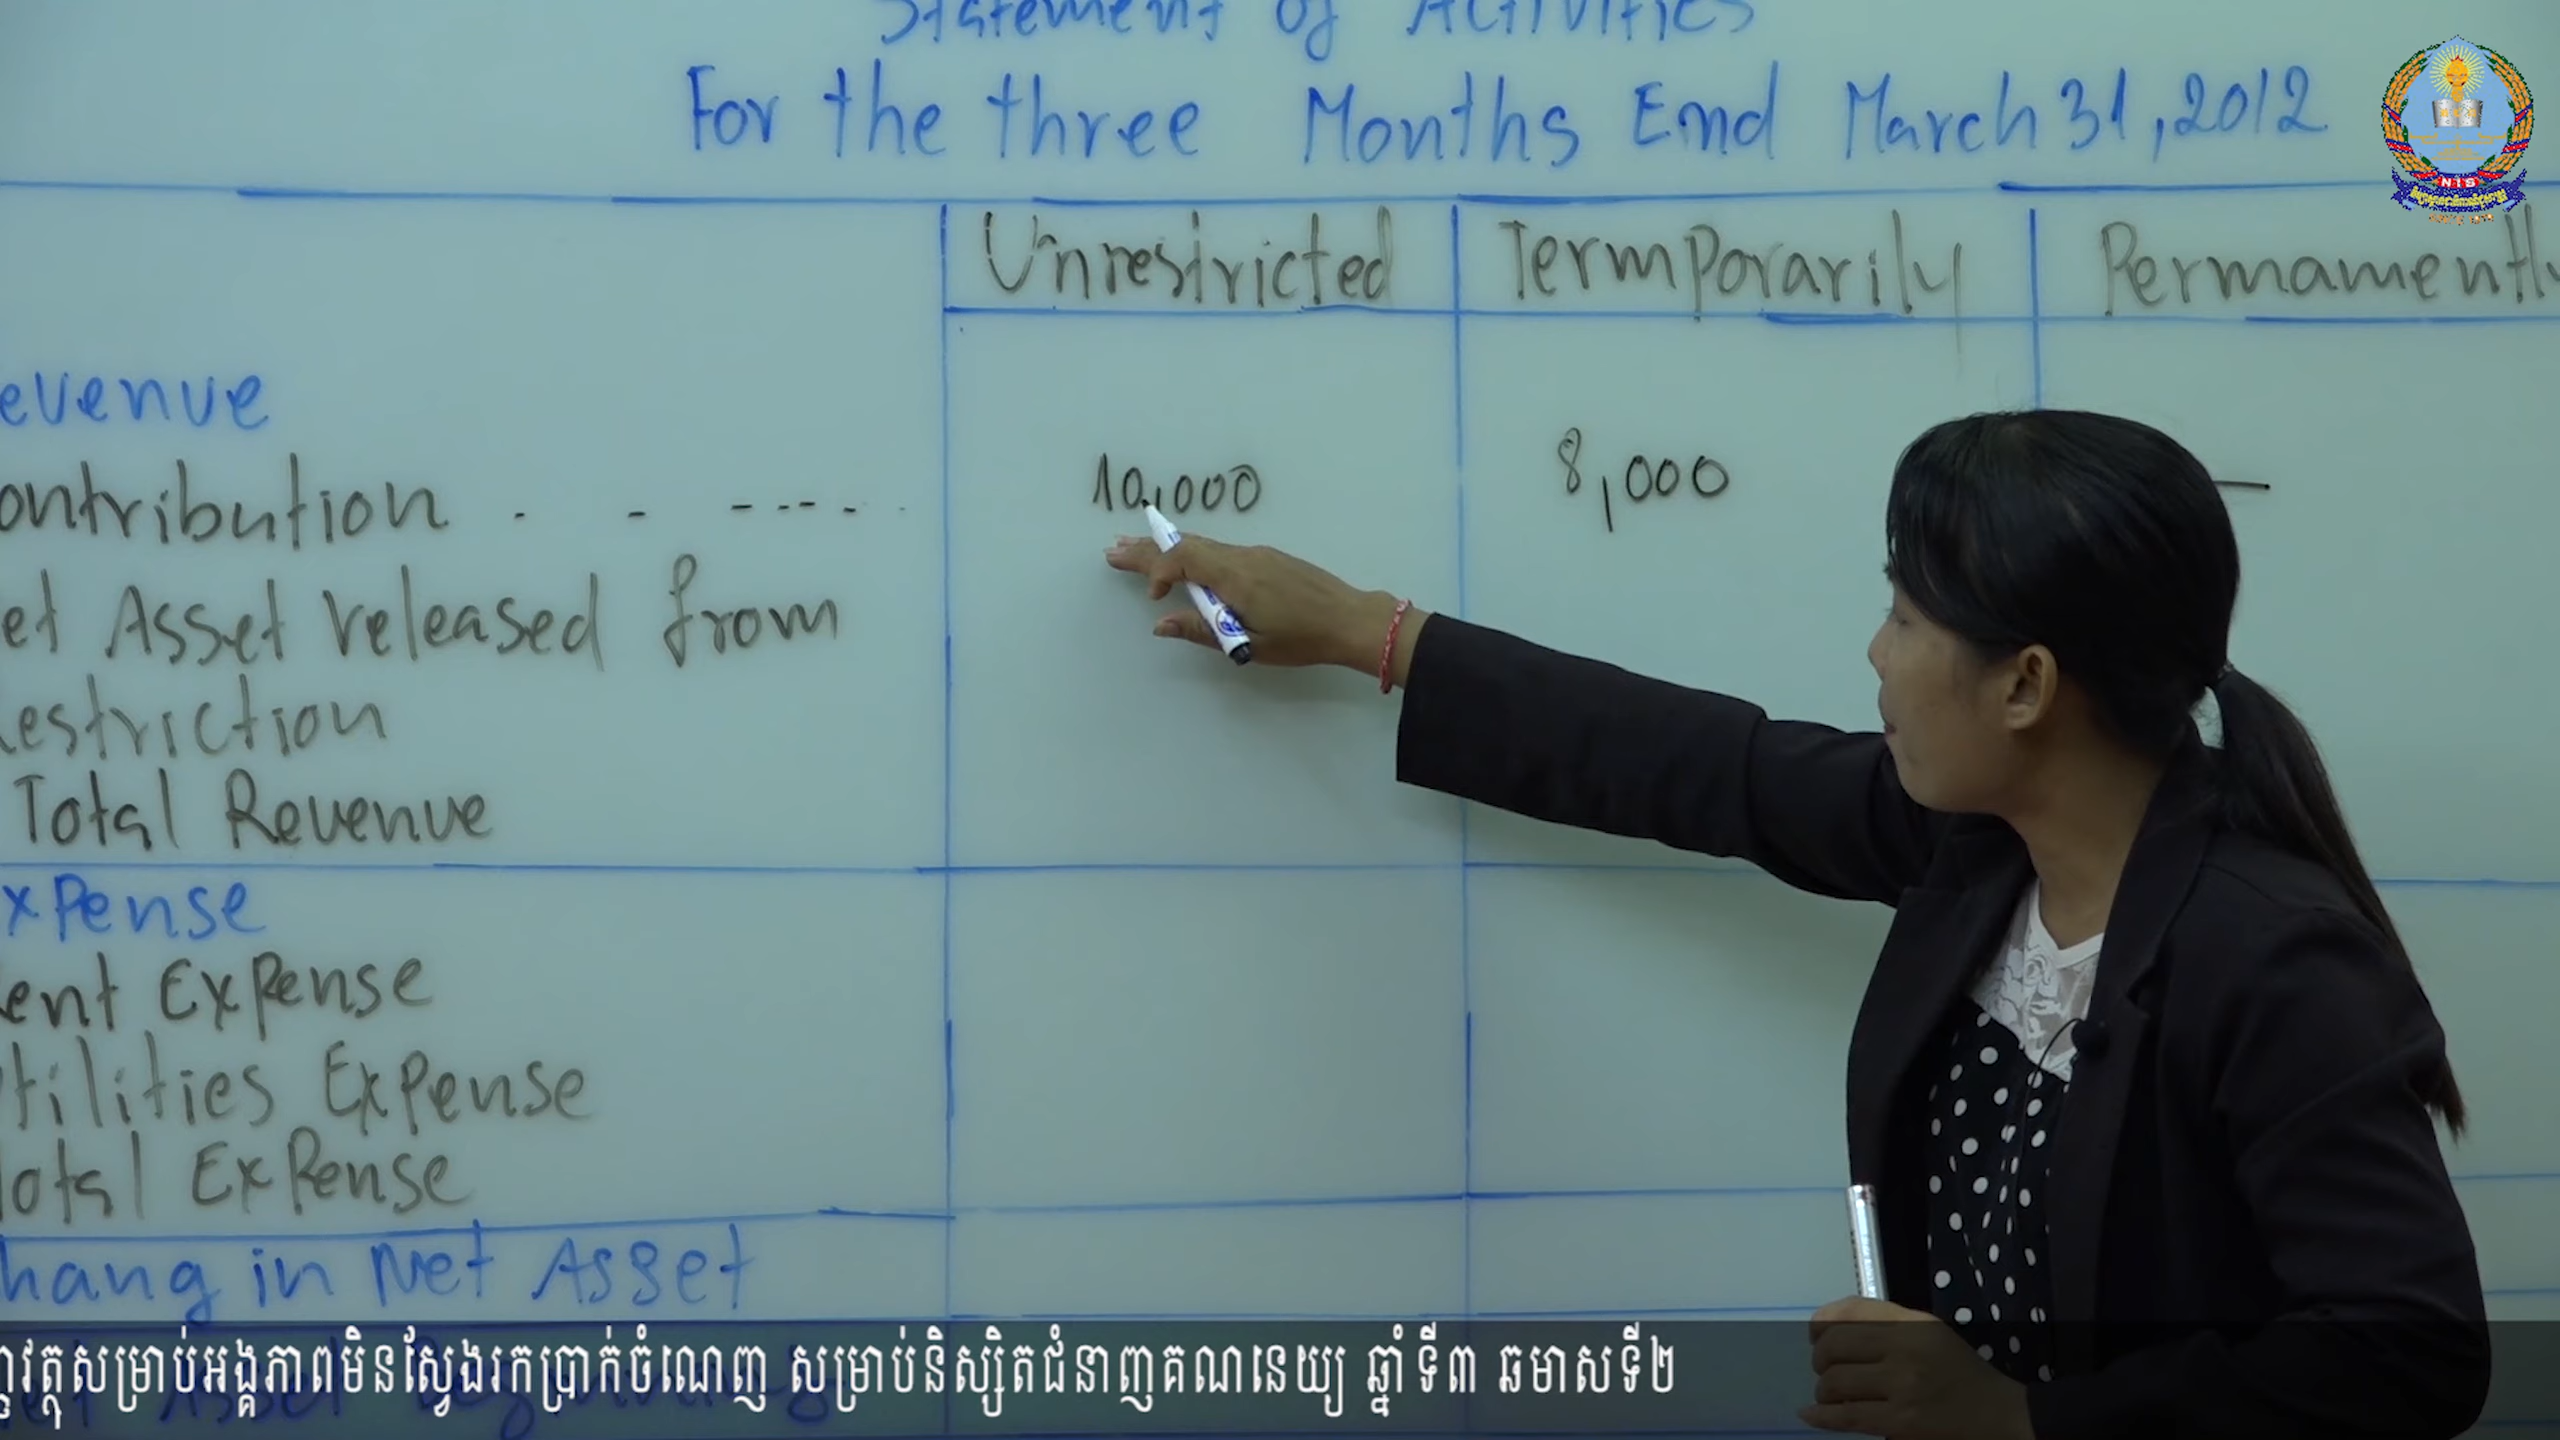 Statement of Activities
For the three Months End March 31, 2012
Unrestricted Termporarily Permamently
evenue
ontribution . - - -- - . 10,000 8,000 —
et Asset released from
estriction
Total Revenue
xpense
ent Expense
tilities Expense
otal Expense
hang in Net Asset
វត្ថុសម្រាប់អង្គភាពមិនស្វែងរកប្រាក់ចំណេញ សម្រាប់និស្សិតជំនាញគណនេយ្យ ឆ្នាំទី៣ ឆមាសទី២
NIS